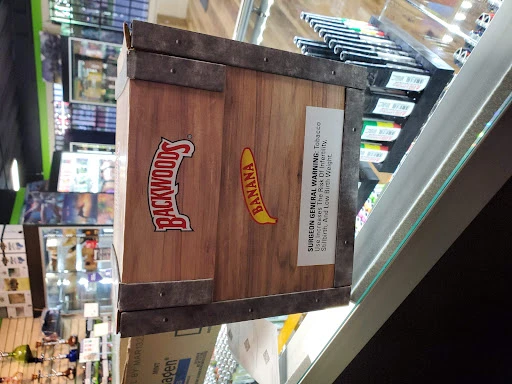 BACKWOODS
BANANA
SURGEON GENERAL WARNING: Tobacco
Use Increases The Risk Of Infertility,
Stillbirth, And Low Birth Weight.